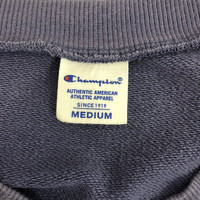 Champion
AUTHENTIC AMERICAN
ATHLETIC APPAREL
SINCE 1919
MEDIUM